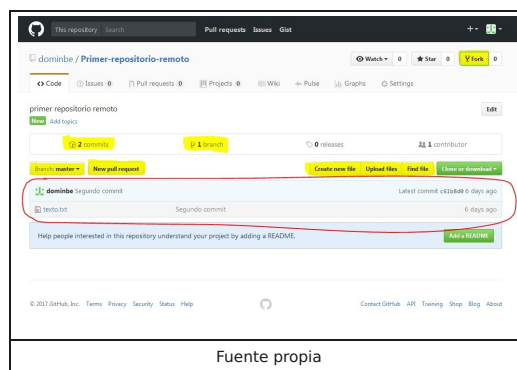 This repository Search Pull requests Issues Gist
dominbe / Primer-repositorio-remoto Watch 0 Star 0 Fork 0
Code Issues 0 Pull requests 0 Projects 0 Wiki Pulse Graphs Settings
primer repositorio remoto Edit
New Add topics
2 commits 1 branch 0 releases 1 contributor
Branch: master New pull request Create new file Upload files Find file Clone or download
dominbe Segundo commit Latest commit c61b8d0 6 days ago
texto.txt Segundo commit 6 days ago
Help people interested in this repository understand your project by adding a README. Add a README
© 2017 GitHub, Inc. Terms Privacy Security Status Help Contact GitHub API Training Shop Blog About
Fuente propia